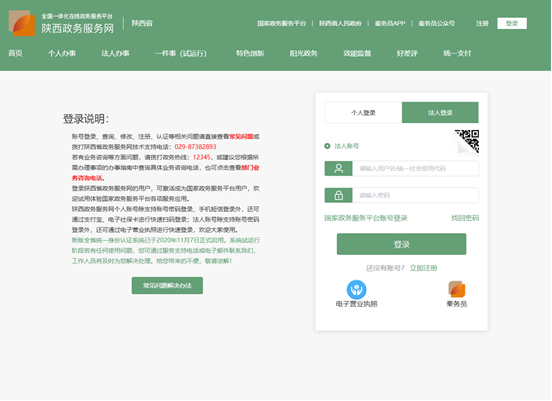 全国一体化在线政务服务平台
陕西政务服务网
陕西省
国家政务服务平台 | 陕西省人民政府 | 秦务员APP | 秦务员公众号
注册
登录
首页 个人办事 法人办事 一件事（试运行） 特色创新 阳光政务 效能监督 好差评 统一支付
登录说明：
账号登录、查询、修改、注册、认证等相关问题请直接查看常见问题或
拨打陕西省政务服务网技术支持电话：029-87382893
若有业务咨询等方面问题，请拨打政务热线：12345，或建议您根据所
需办理事项的办事指南中查询具体业务咨询电话，也可点击查看部门业
务咨询电话。
登录陕西省政务服务网的用户，可激活成为国家政务服务平台用户，欢
迎试用体验国家政务服务平台各项服务应用。
陕西政务服务网个人账号除支持账号密码登录、手机短信登录外，还可
通过支付宝、电子社保卡进行快速扫码登录；法人账号除支持账号密码
登录外，还可通过电子营业执照进行快速登录，欢迎大家使用。
新版全省统一身份认证系统已于2020年11月7日正式启用。系统试运行
阶段若有任何使用问题，您可通过服务支持电话或电子邮件联系我们，
工作人员将及时为您解决处理。给您带来的不便，敬请谅解！
常见问题解决办法
个人登录
法人登录
法人账号
请输入用户名/统一社会信用代码
请输入密码
国家政务服务平台账号登录
找回密码
登录
还没有账号？ 立即注册
电子营业执照
秦务员